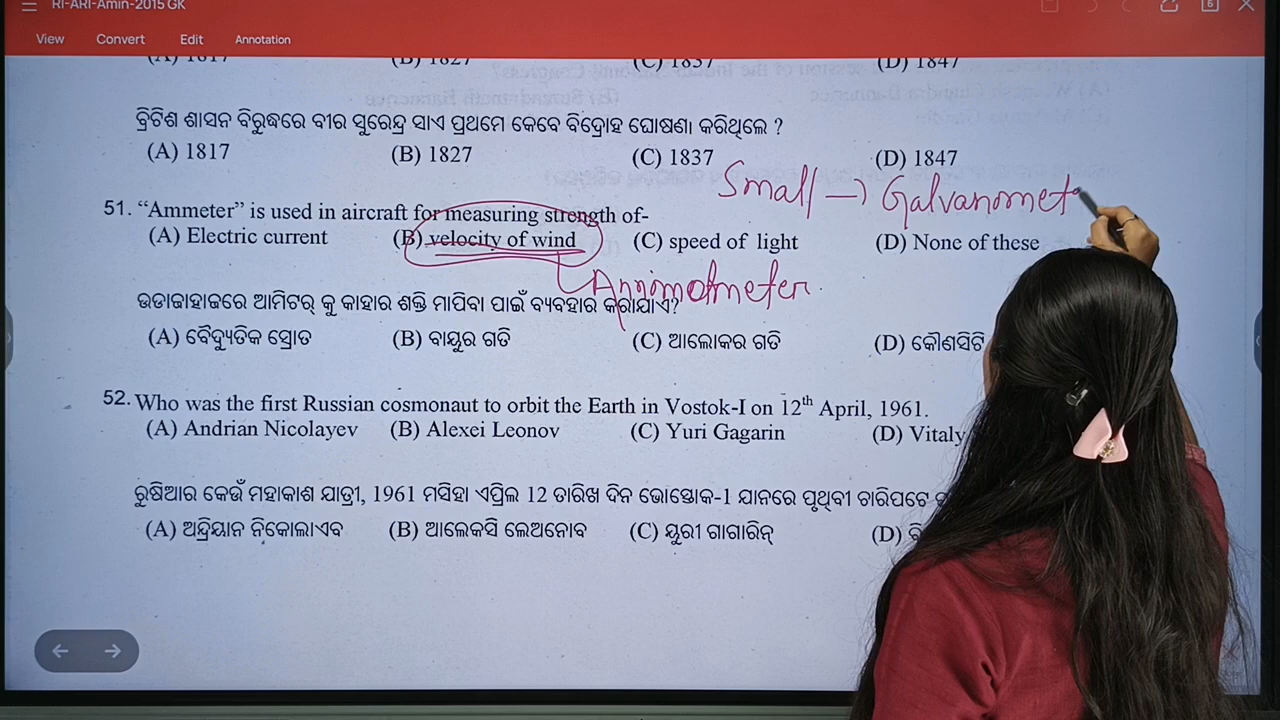 RI-ARI-Amin-2015 GK
View Convert Edit Annotation
(A) 1817 (B) 1827 (C) 1837 (D) 1847
ବ୍ରିଟିଶ ଶାସନ ବିରୁଦ୍ଧରେ ବୀର ସୁରେନ୍ଦ୍ର ସାଏ ପ୍ରଥମେ କେବେ ବିଦ୍ରୋହ ଘୋଷଣା କରିଥିଲେ ?
(A) 1817 (B) 1827 (C) 1837 (D) 1847
Small → Galvanomet
51. “Ammeter” is used in aircraft for measuring strength of-
(A) Electric current (B) velocity of wind (C) speed of light (D) None of these
ଉଡାଜାହାଜରେ ଆମିଟର୍ କୁ କାହାର ଶକ୍ତି ମାପିବା ପାଇଁ ବ୍ୟବହାର କରାଯାଏ?
(A) ବୈଦ୍ୟୁତିକ ସ୍ରୋତ (B) ବାୟୁର ଗତି (C) ଆଲୋକର ଗତି (D) କୌଣସିଟି
52. Who was the first Russian cosmonaut to orbit the Earth in Vostok-I on 12th April, 1961.
(A) Andrian Nicolayev (B) Alexei Leonov (C) Yuri Gagarin (D) Vitaly
ରୁଷିଆର କେଉଁ ମହାକାଶ ଯାତ୍ରୀ, 1961 ମସିହା ଏପ୍ରିଲ 12 ତାରିଖ ଦିନ ଭୋସ୍ତୋକ-1 ଯାନରେ ପୃଥିବୀ ଚାରିପଟେ
(A) ଅନ୍ଦ୍ରିୟାନ ନିକୋଲାଏବ (B) ଆଲେକସି ଲେଅନୋବ (C) ୟୁରୀ ଗାଗାରିନ୍ (D)